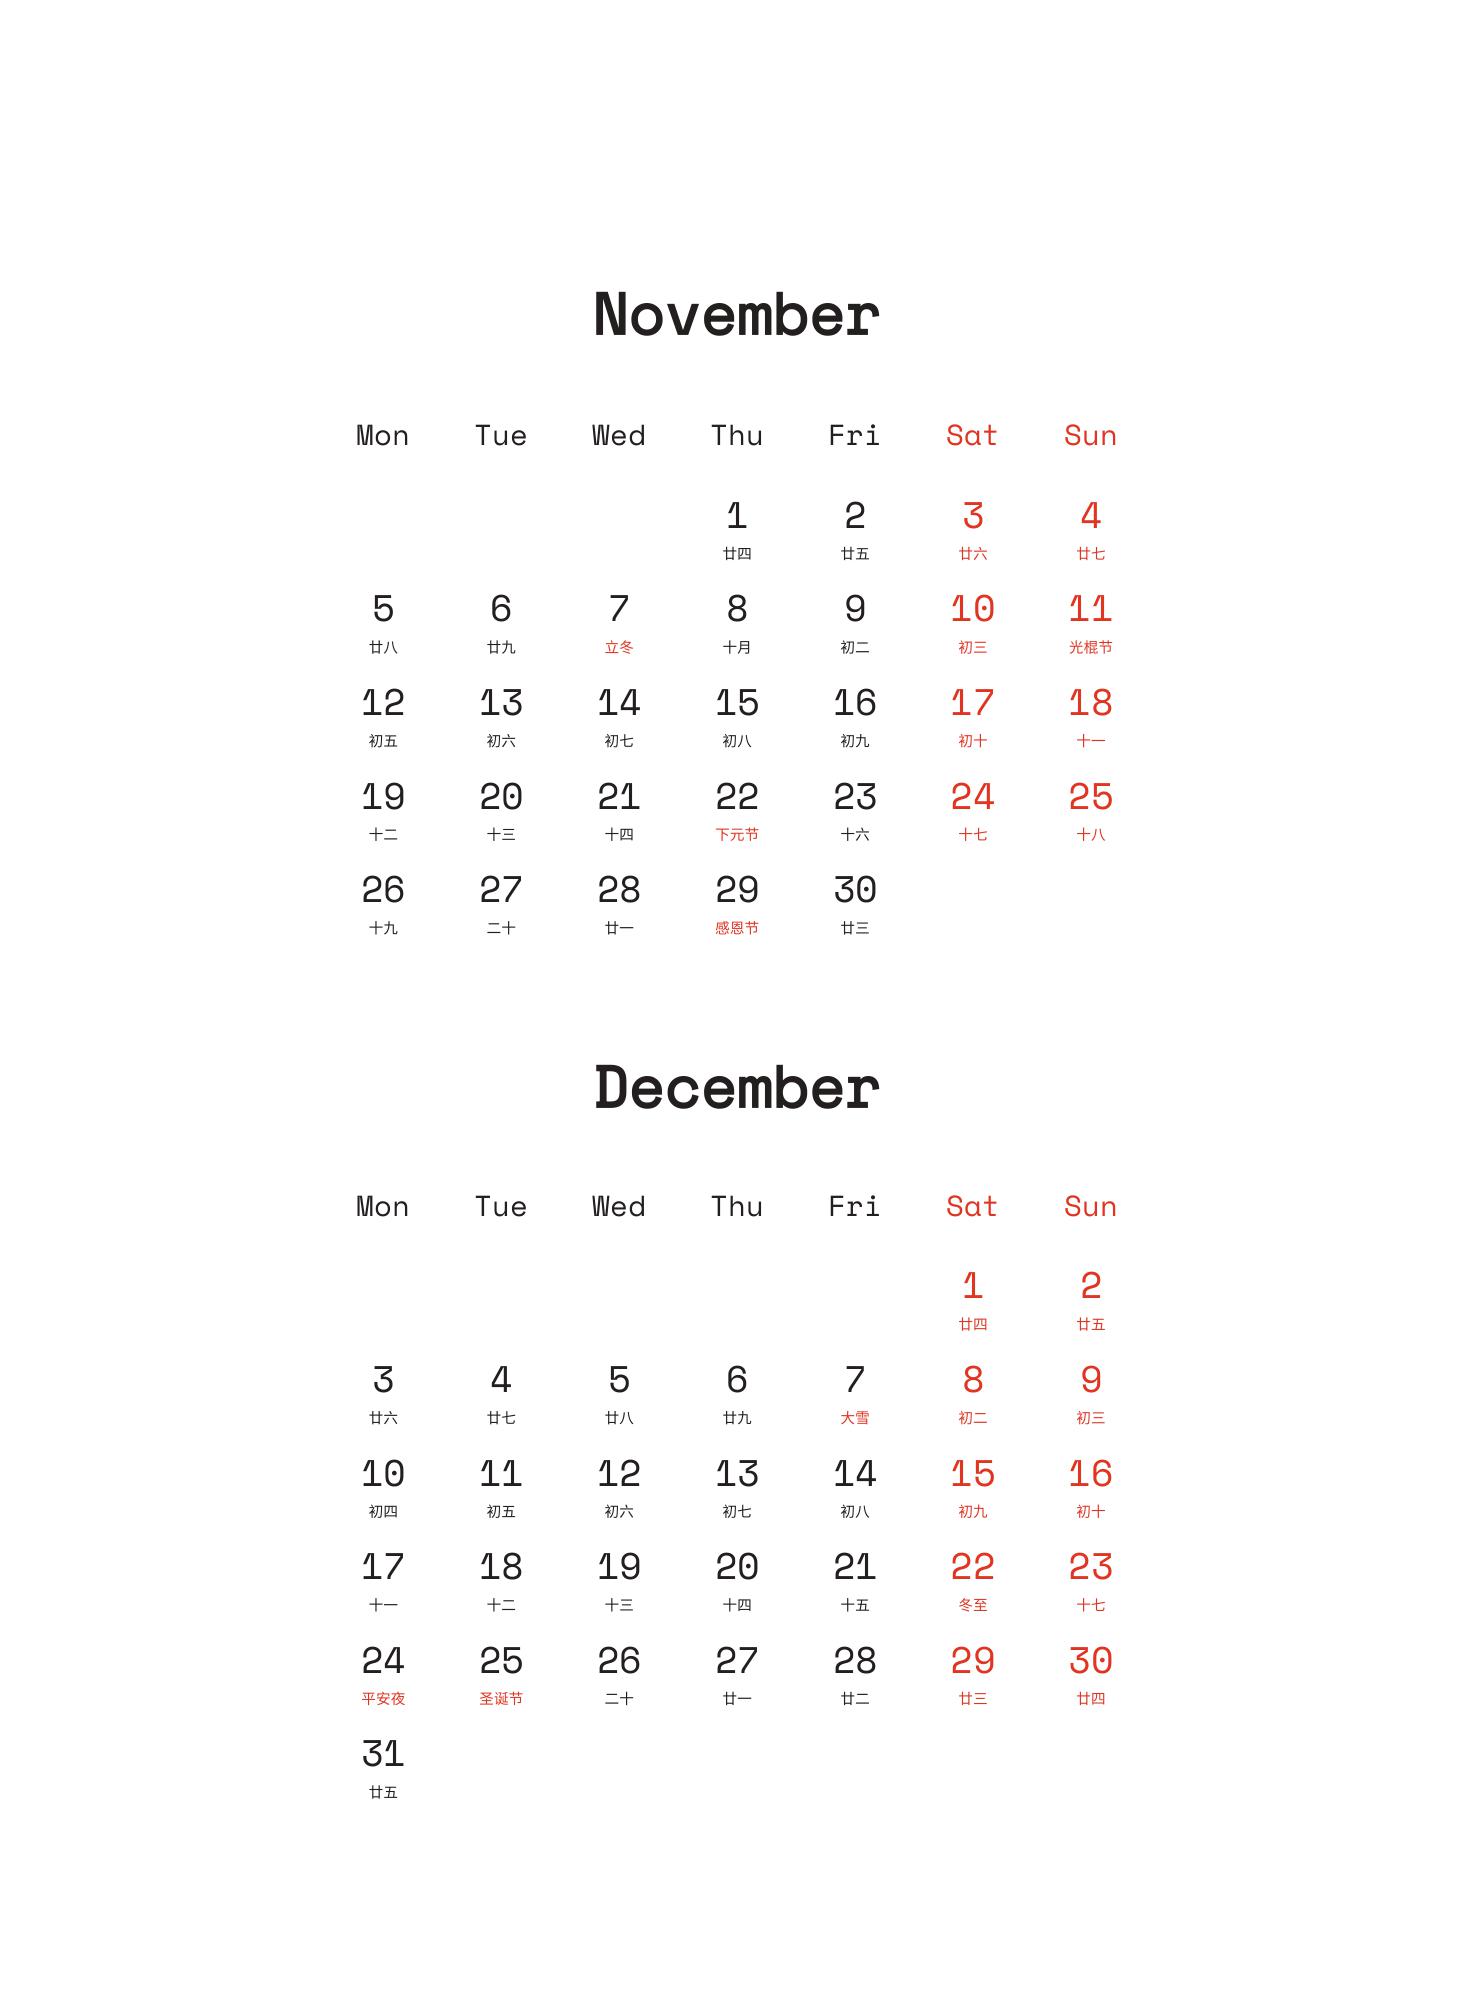 November
Mon Tue Wed Thu Fri Sat Sun
1 2 3 4
廿四 廿五 廿六 廿七
5 6 7 8 9 10 11
廿八 廿九 立冬 十月 初二 初三 光棍节
12 13 14 15 16 17 18
初五 初六 初七 初八 初九 初十 十一
19 20 21 22 23 24 25
十二 十三 十四 下元节 十六 十七 十八
26 27 28 29 30
十九 二十 廿一 感恩节 廿三
December
Mon Tue Wed Thu Fri Sat Sun
1 2
廿四 廿五
3 4 5 6 7 8 9
廿六 廿七 廿八 廿九 大雪 初二 初三
10 11 12 13 14 15 16
初四 初五 初六 初七 初八 初九 初十
17 18 19 20 21 22 23
十一 十二 十三 十四 十五 冬至 十七
24 25 26 27 28 29 30
平安夜 圣诞节 二十 廿一 廿二 廿三 廿四
31
廿五